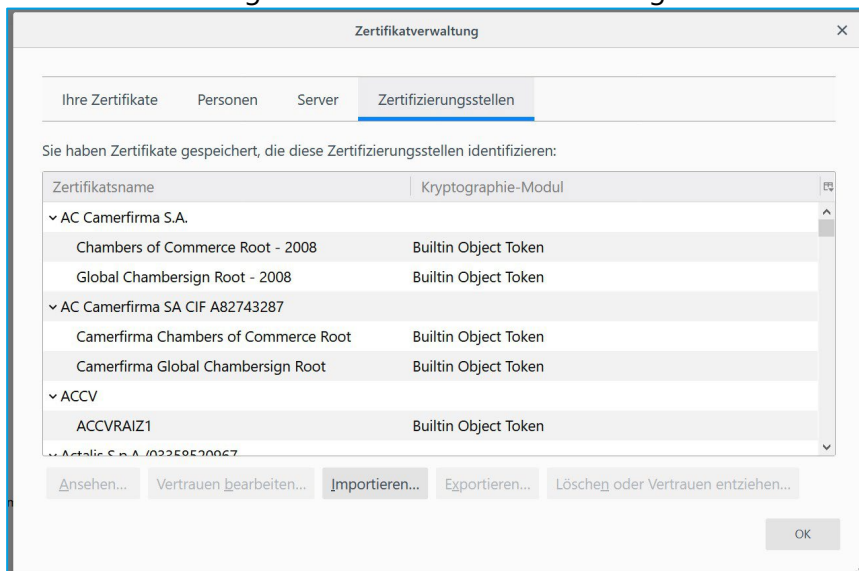 Zertifikatverwaltung
Ihre Zertifikate Personen Server Zertifizierungsstellen
Sie haben Zertifikate gespeichert, die diese Zertifizierungsstellen identifizieren:
Zertifikatsname Kryptographie-Modul
AC Camerfirma S.A.
Chambers of Commerce Root - 2008 Builtin Object Token
Global Chambersign Root - 2008 Builtin Object Token
AC Camerfirma SA CIF A82743287
Camerfirma Chambers of Commerce Root Builtin Object Token
Camerfirma Global Chambersign Root Builtin Object Token
ACCV
ACCVRAIZ1 Builtin Object Token
Actalis S.p.A./03358520967
Ansehen... Vertrauen bearbeiten... Importieren... Exportieren... Löschen oder Vertrauen entziehen...
OK